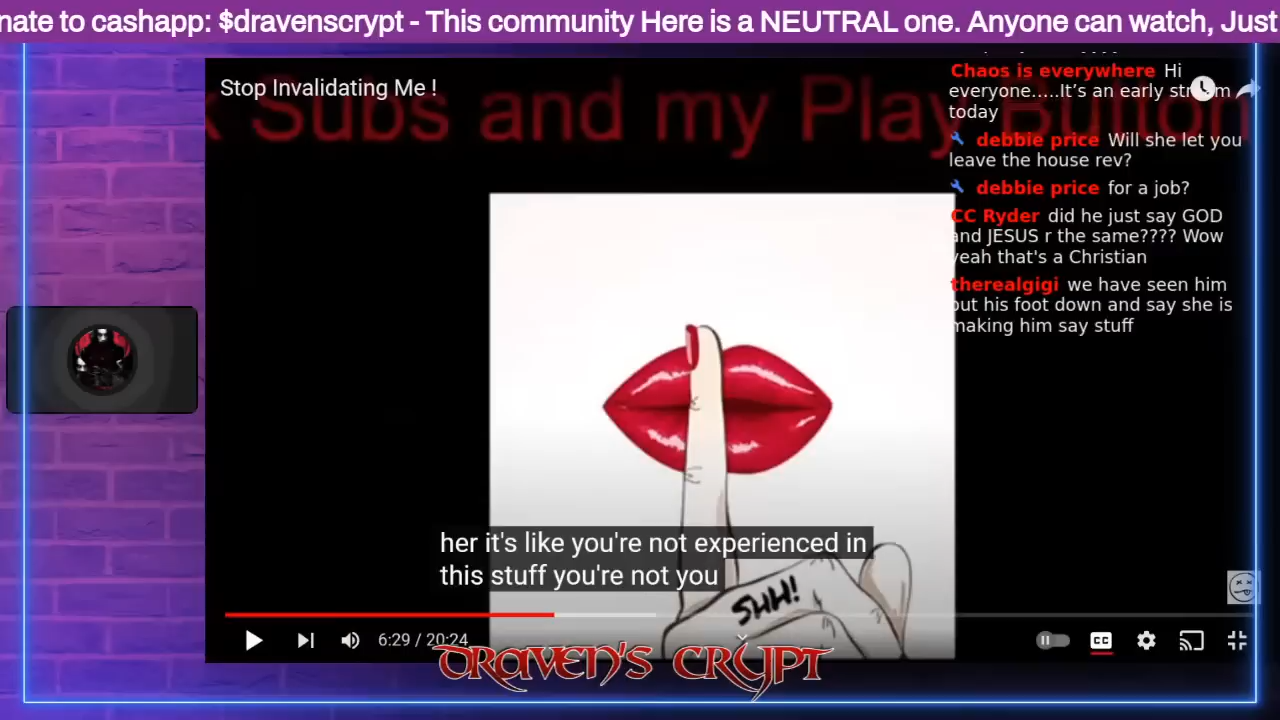 nate to cashapp: $dravenscrypt - This community Here is a NEUTRAL one. Anyone can watch, Just
Stop Invalidating Me !
k Subs and my Play Button
Chaos is everywhere Hi
everyone.....It's an early stream
today
debbie price Will she let you
leave the house rev?
debbie price for a job?
CC Ryder did he just say GOD
and JESUS r the same???? Wow
yeah that's a Christian
therealgigi we have seen him
put his foot down and say she is
making him say stuff
her it's like you're not experienced in
this stuff you're not you
SHH!
6:29 / 20:24
CC
DRAVEN'S CRYPT